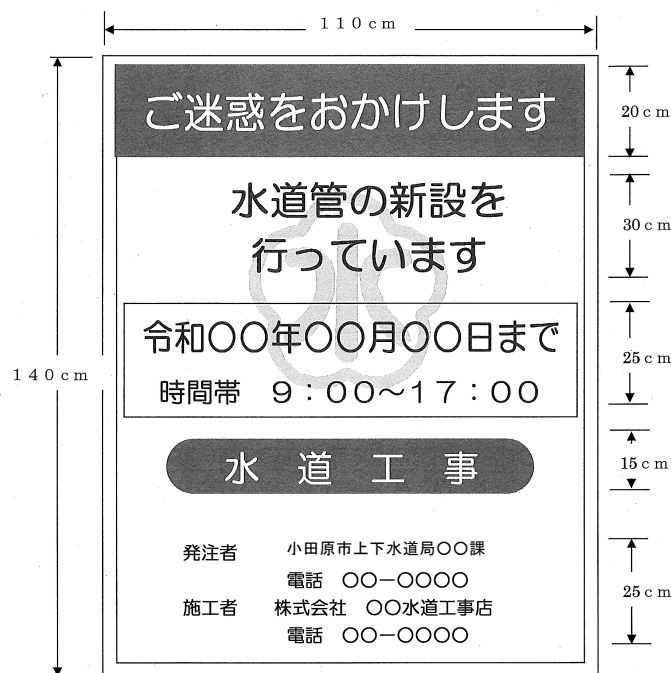 110cm
ご迷惑をおかけします
20cm
水道管の新設を
行っています
30cm
水
令和〇〇年〇〇月〇〇日まで
時間帯 9：00～17：00
25cm
140cm
水道工事
15cm
発注者 小田原市上下水道局〇〇課
電話 〇〇－〇〇〇〇
施工者 株式会社 〇〇水道工事店
電話 〇〇－〇〇〇〇
25cm